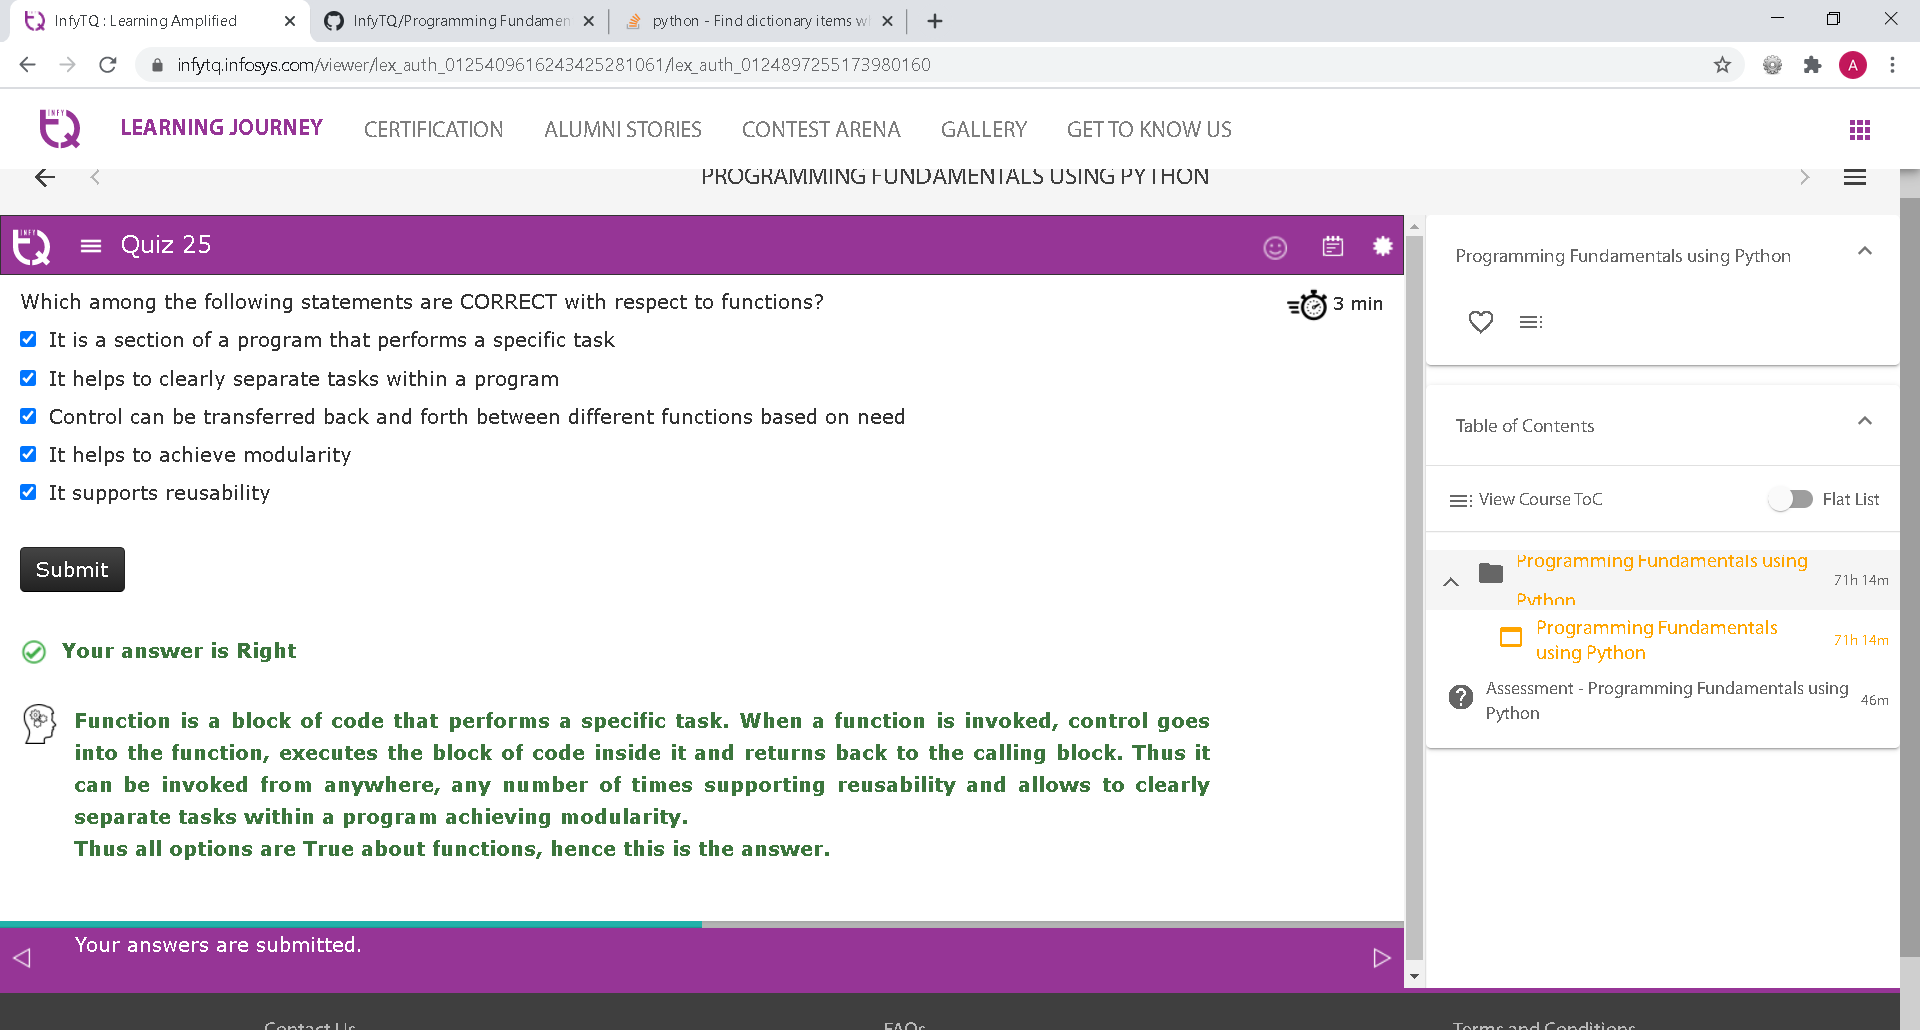 InfyTQ : Learning Amplified
InfyTQ/Programming Fundamen
python - Find dictionary items w
infytq.infosys.com/viewer/lex_auth_0125409616243425281061/lex_auth_0124897255173980160
A
INFY TQ
LEARNING JOURNEY
CERTIFICATION
ALUMNI STORIES
CONTEST ARENA
GALLERY
GET TO KNOW US
PROGRAMMING FUNDAMENTALS USING PYTHON
INFY TQ
Quiz 25
Which among the following statements are CORRECT with respect to functions?
3 min
It is a section of a program that performs a specific task
It helps to clearly separate tasks within a program
Control can be transferred back and forth between different functions based on need
It helps to achieve modularity
It supports reusability
Submit
Your answer is Right
Function is a block of code that performs a specific task. When a function is invoked, control goes
into the function, executes the block of code inside it and returns back to the calling block. Thus it
can be invoked from anywhere, any number of times supporting reusability and allows to clearly
separate tasks within a program achieving modularity.
Thus all options are True about functions, hence this is the answer.
Your answers are submitted.
Programming Fundamentals using Python
Table of Contents
View Course ToC
Flat List
Programming Fundamentals using
Python
71h 14m
Programming Fundamentals
using Python
71h 14m
Assessment - Programming Fundamentals using
Python
46m
Contact Us
FAQs
Terms and Conditions